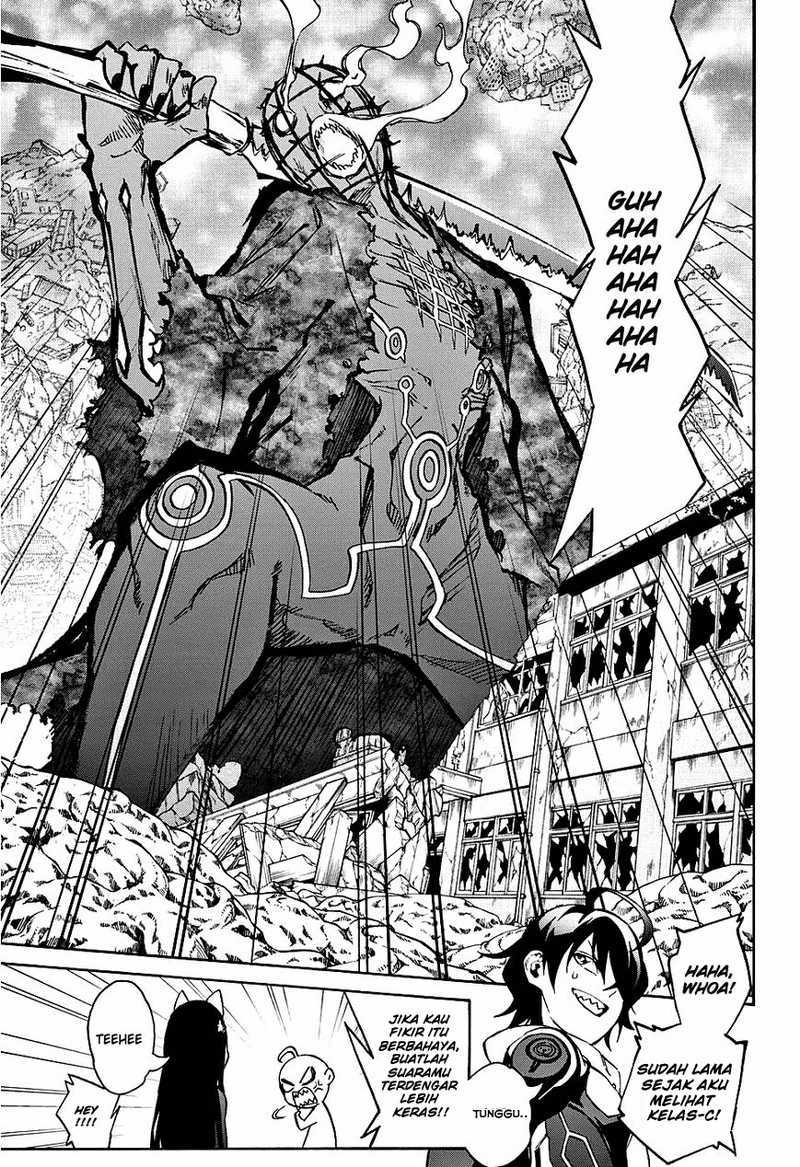 GUH
AHA
HAH
AHA
HAH
AHA
HA
HAHA,
WHOA!
SUDAH LAMA
SEJAK AKU
MELIHAT
KELAS-C!
TUNGGU..
JIKA KAU
FIKIR ITU
BERBAHAYA,
BUATLAH
SUARAMU
TERDENGAR
LEBIH
KERAS!!
TEEHEE
HEY
!!!!